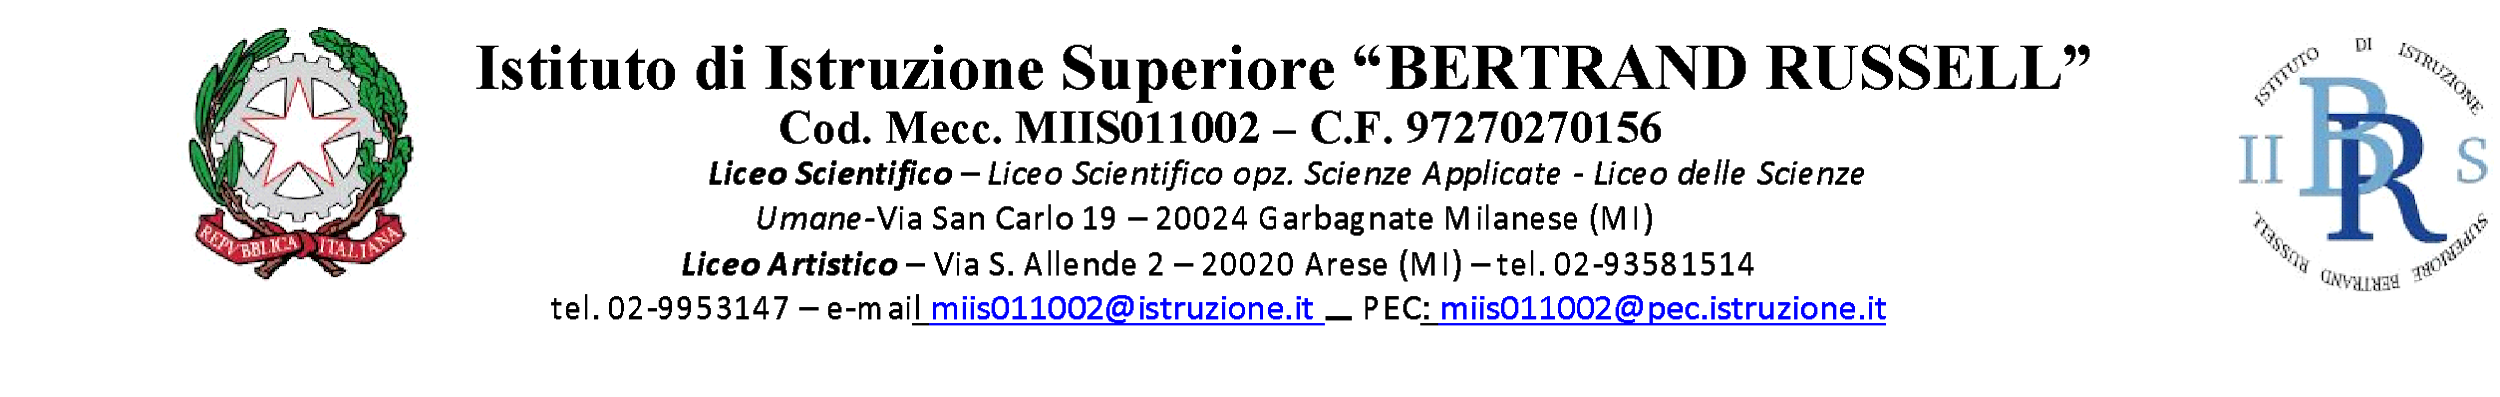 Istituto di Istruzione Superiore “BERTRAND RUSSELL”
Cod. Mecc. MIIS011002 – C.F. 97270270156
Liceo Scientifico – Liceo Scientifico opz. Scienze Applicate - Liceo delle Scienze
Umane-Via San Carlo 19 – 20024 Garbagnate Milanese (MI)
Liceo Artistico – Via S. Allende 2 – 20020 Arese (MI) – tel. 02-93581514
tel. 02-9953147 – e-mail miis011002@istruzione.it _ PEC: miis011002@pec.istruzione.it
REPVBBLICA ITALIANA
ISTITUTO DI ISTRUZIONE SUPERIORE BERTRAND RUSSELL
II BR S